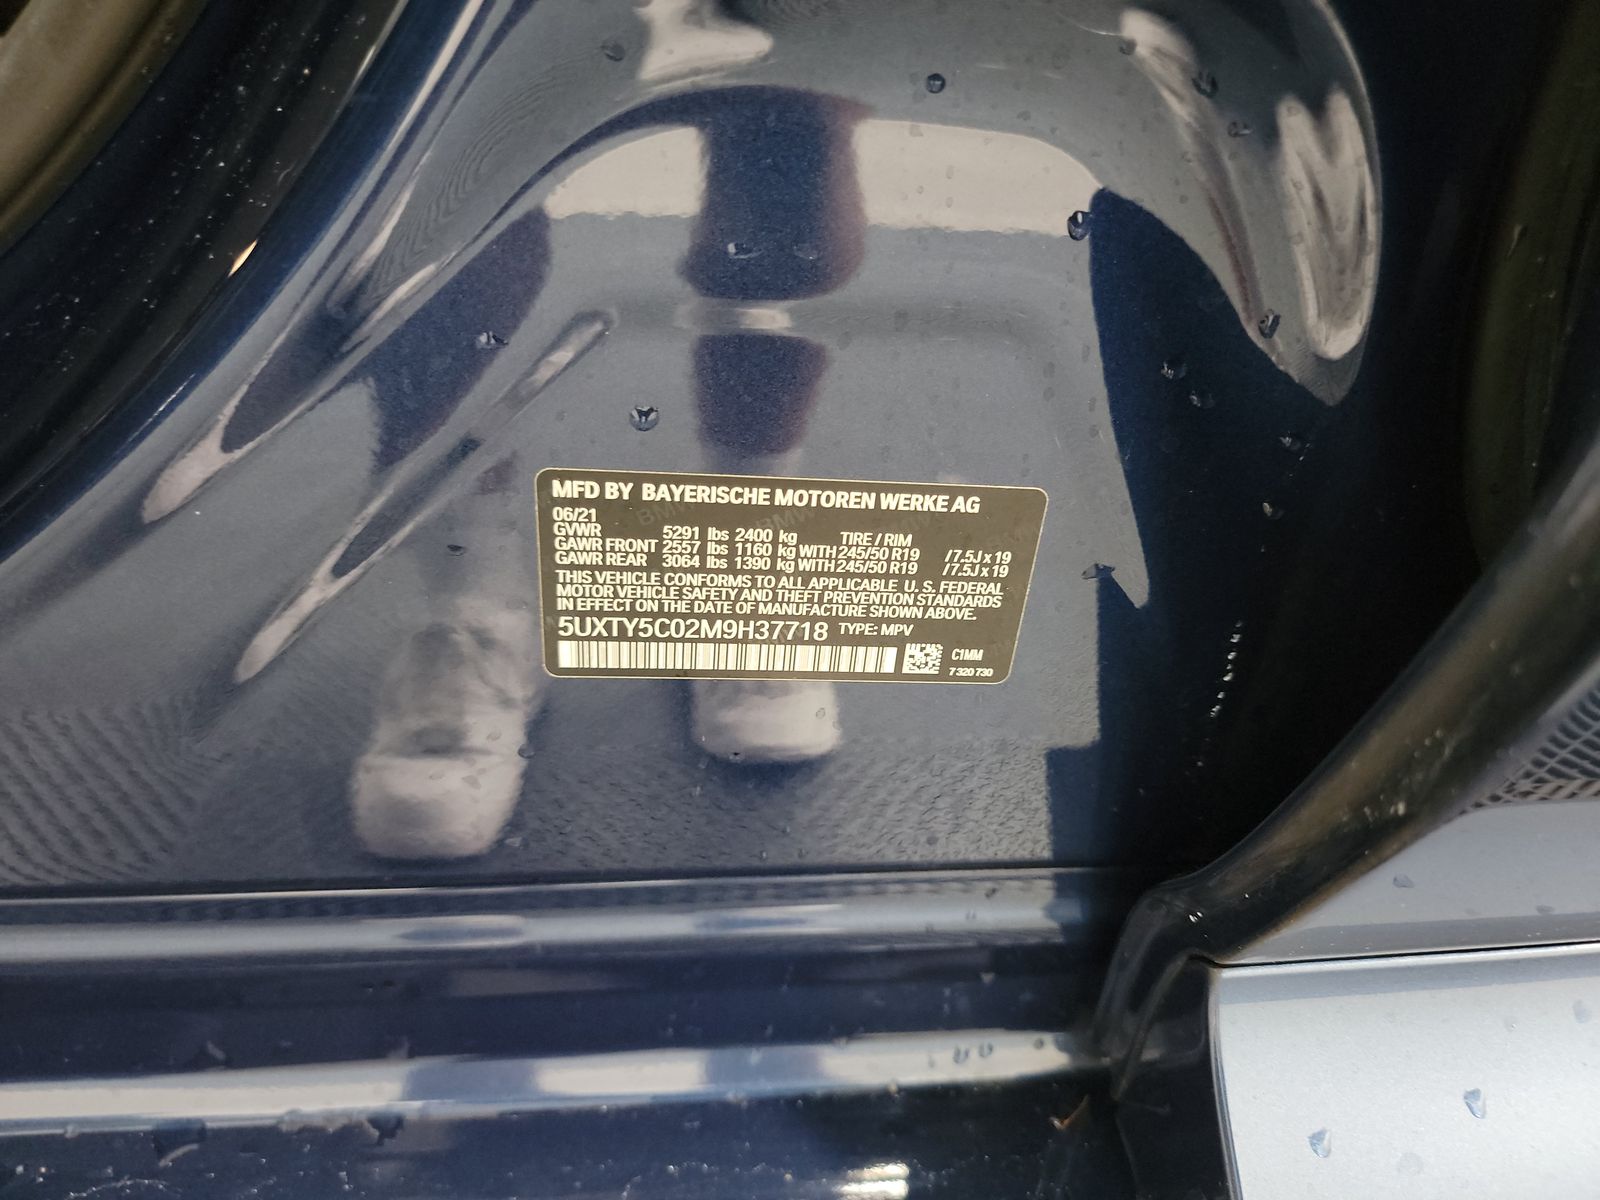 MFD BY BAYERISCHE MOTOREN WERKE AG
06/21
GVWR 5291 lbs 2400 kg TIRE / RIM
GAWR FRONT 2557 lbs 1160 kg WITH 245/50 R19 / 7.5J x 19
GAWR REAR 3064 lbs 1390 kg WITH 245/50 R19 / 7.5J x 19
THIS VEHICLE CONFORMS TO ALL APPLICABLE U. S. FEDERAL
MOTOR VEHICLE SAFETY AND THEFT PREVENTION STANDARDS
IN EFFECT ON THE DATE OF MANUFACTURE SHOWN ABOVE.
5UXTY5C02M9H37718 TYPE: MPV
C1MM
7 320 730